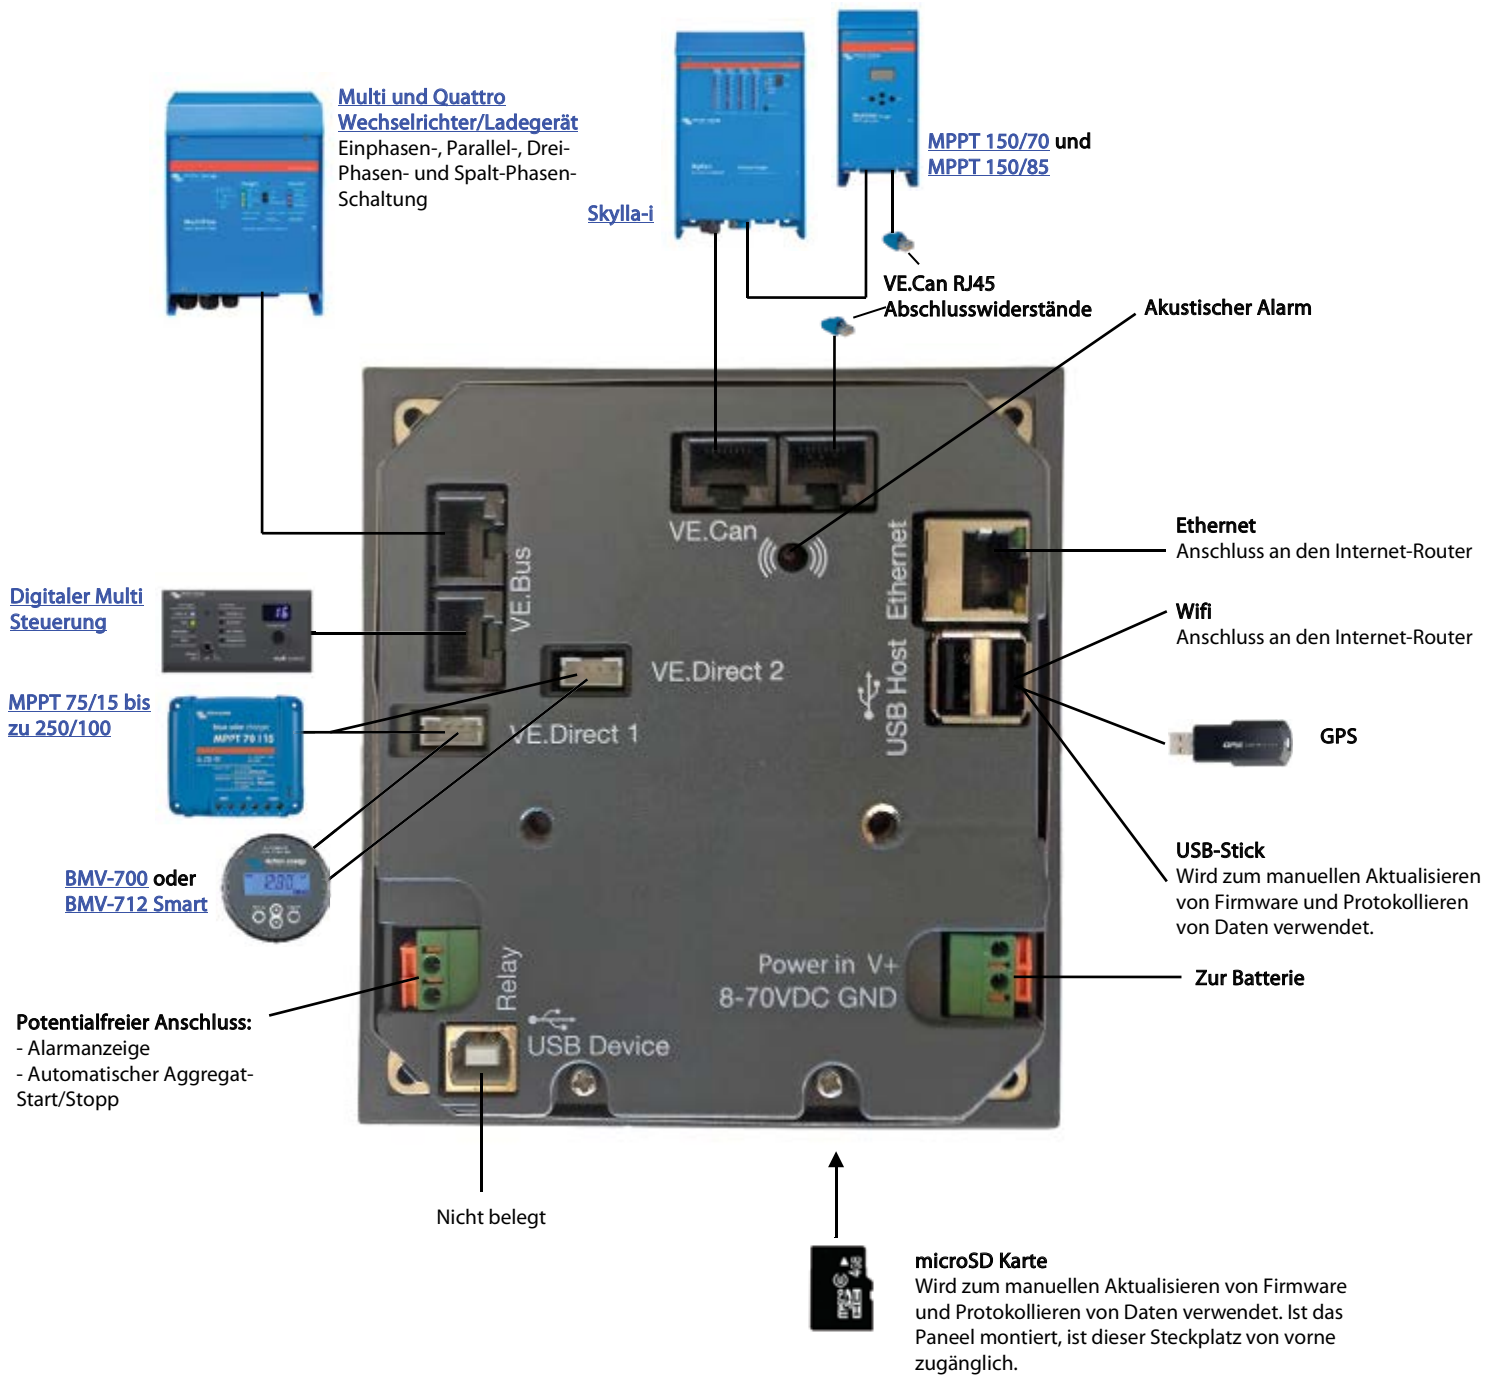 Multi und Quattro
Wechselrichter/Ladegerät
Einphasen-, Parallel-, Drei-
Phasen- und Spalt-Phasen-
Schaltung
Skylla-i
MPPT 150/70 und
MPPT 150/85
VE.Can RJ45
Abschlusswiderstände
Akustischer Alarm
VE.Can
Ethernet
VE.Bus
USB Host
VE.Direct 2
VE.Direct 1
Ethernet
Anschluss an den Internet-Router
Wifi
Anschluss an den Internet-Router
Digitaler Multi
Steuerung
16
MPPT 75/15 bis
zu 250/100
MPPT 70 | 15
GPS
BMV-700 oder
BMV-712 Smart
USB-Stick
Wird zum manuellen Aktualisieren
von Firmware und Protokollieren
von Daten verwendet.
Power in V+
8-70VDC GND
Zur Batterie
Relay
USB Device
Potentialfreier Anschluss:
- Alarmanzeige
- Automatischer Aggregat-
Start/Stopp
Nicht belegt
4GB
micro
microSD Karte
Wird zum manuellen Aktualisieren von Firmware
und Protokollieren von Daten verwendet. Ist das
Paneel montiert, ist dieser Steckplatz von vorne
zugänglich.